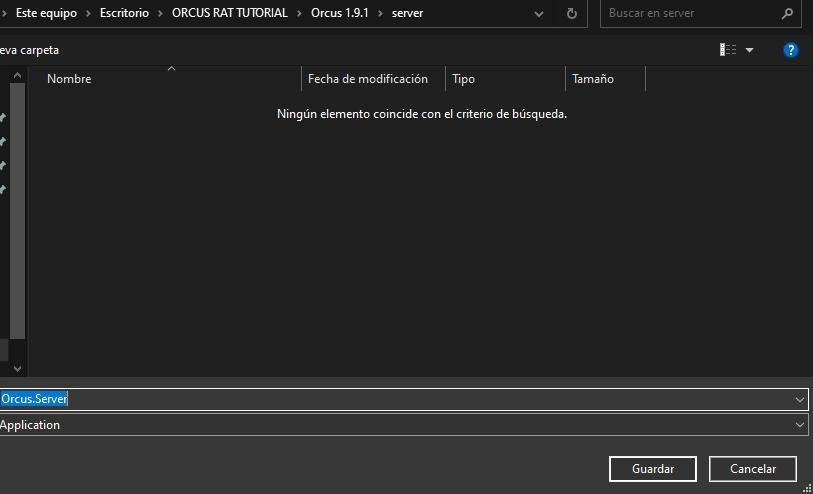 Este equipo > Escritorio > ORCUS RAT TUTORIAL > Orcus 1.9.1 > server
Buscar en server
eva carpeta
?
Nombre
Fecha de modificación
Tipo
Tamaño
Ningún elemento coincide con el criterio de búsqueda.
Orcus.Server
Application
Guardar
Cancelar